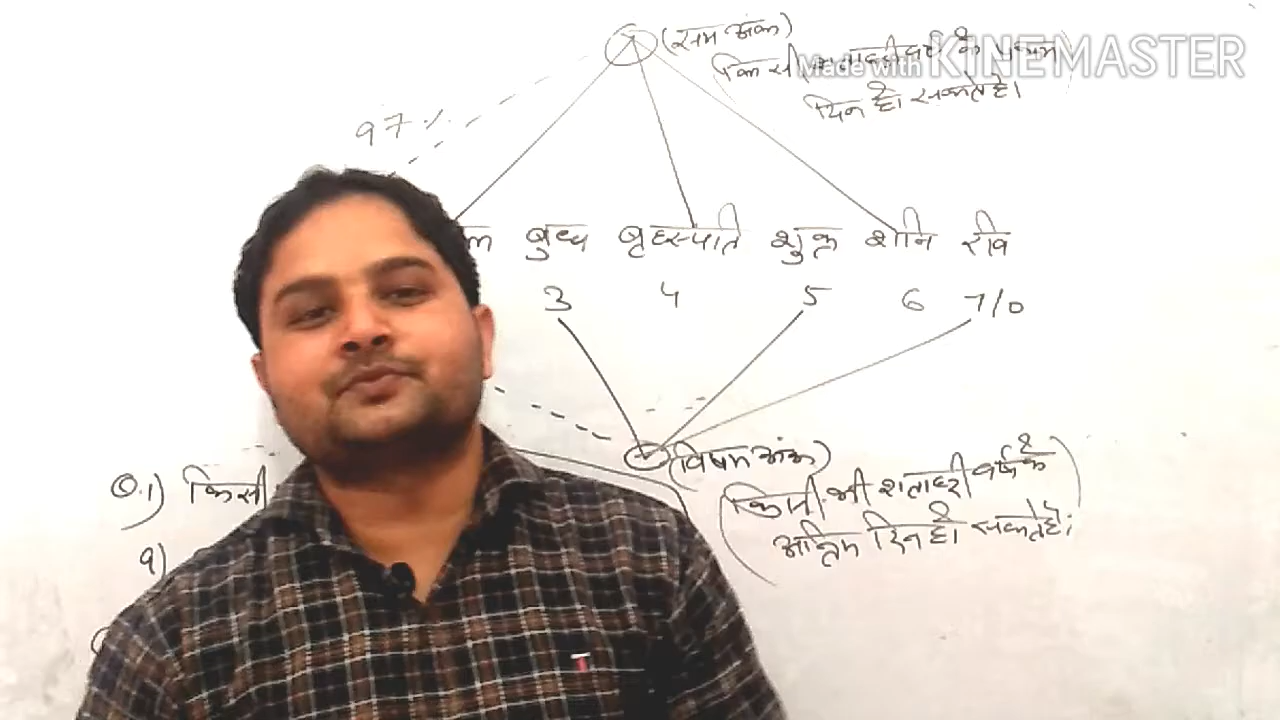 (सम अंक)
किसी शताब्दी वर्ष के प्रथम
दिन हो सकते है।
Made with KINEMASTER
97%
ल बुध्ध बृहस्पति शुक्र शनि रवि
3 4 5 6 7/0
(विषम अंक)
(किसी भी शताब्दी वर्ष के)
अन्तिम दिन हो सकते है।
Q.1) किसी
9)